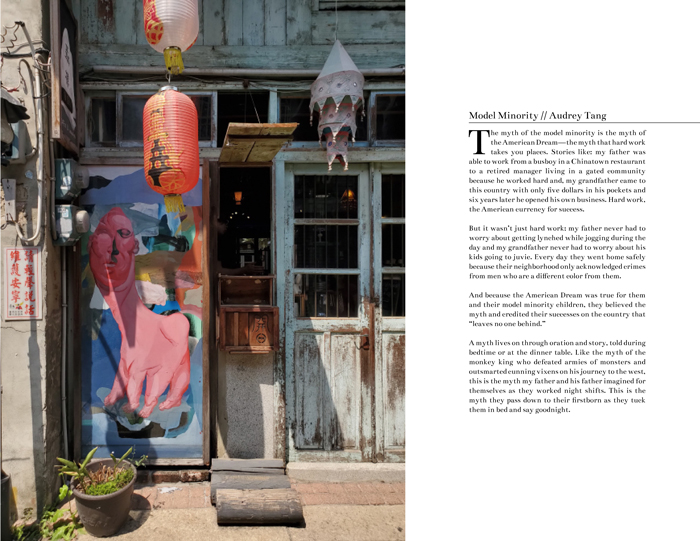 請輕聲說話
維護安寧
Model Minority // Audrey Tang
The myth of the model minority is the myth of
the American Dream—the myth that hard work
takes you places. Stories like: my father was
able to work from a busboy in a Chinatown restaurant
to a retired manager living in a gated community
because he worked hard and, my grandfather came to
this country with only five dollars in his pockets and
six years later he opened his own business. Hard work,
the American currency for success.
But it wasn't just hard work; my father never had to
worry about getting lynched while jogging during the
day and my grandfather never had to worry about his
kids going to juvie. Every day they went home safely
because their neighborhood only acknowledged crimes
from men who are a different color from them.
And because the American Dream was true for them
and their model minority children, they believed the
myth and credited their successes on the country that
“leaves no one behind.”
A myth lives on through oration and story, told during
bedtime or at the dinner table. Like the myth of the
monkey king who defeated armies of monsters and
outsmarted cunning vixens on his journey to the west,
this is the myth my father and his father imagined for
themselves as they worked night shifts. This is the
myth they pass down to their firstborn as they tuck
them in bed and say goodnight.